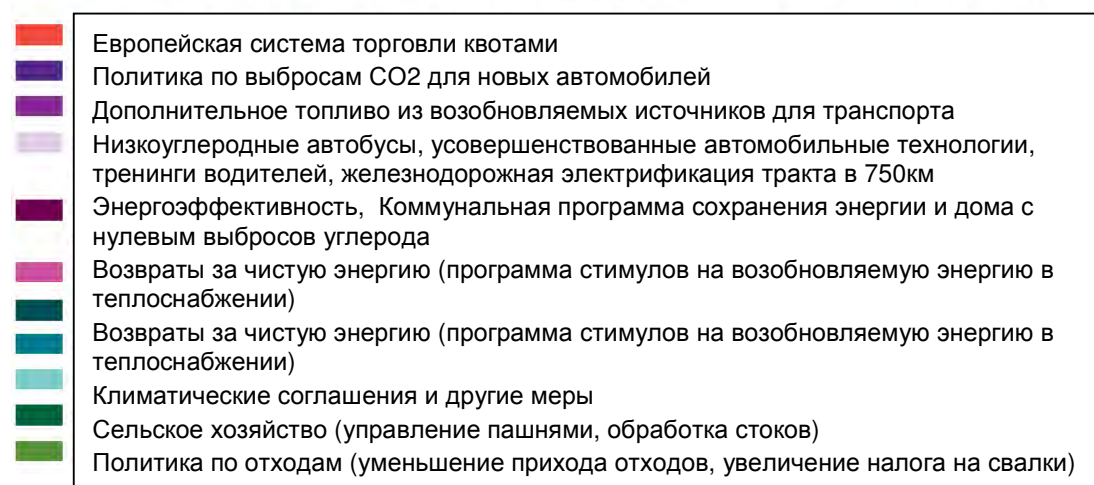 Европейская система торговли квотами
Политика по выбросам СО2 для новых автомобилей
Дополнительное топливо из возобновляемых источников для транспорта
Низкоуглеродные автобусы, усовершенствованные автомобильные технологии,
тренинги водителей, железнодорожная электрификация тракта в 750км
Энергоэффективность, Коммунальная программа сохранения энергии и дома с
нулевым выбросов углерода
Возвраты за чистую энергию (программа стимулов на возобновляемую энергию в
теплоснабжении)
Возвраты за чистую энергию (программа стимулов на возобновляемую энергию в
теплоснабжении)
Климатические соглашения и другие меры
Сельское хозяйство (управление пашнями, обработка стоков)
Политика по отходам (уменьшение прихода отходов, увеличение налога на свалки)